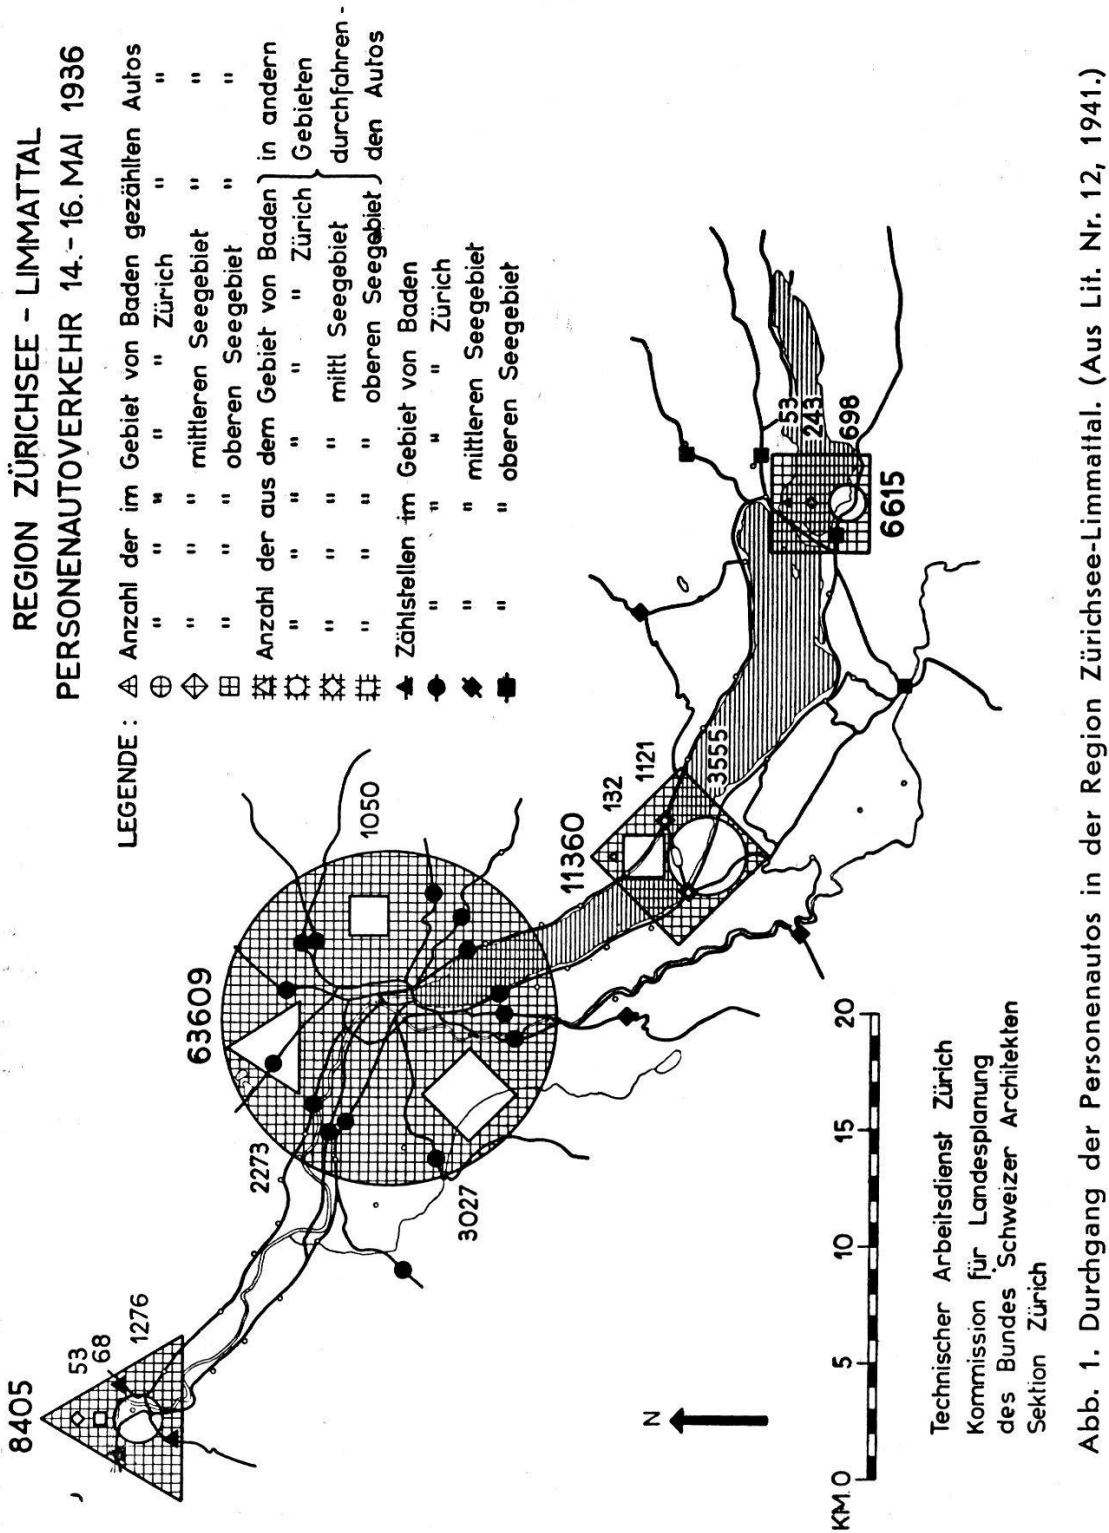 REGION ZÜRICHSEE - LIMMATTAL
PERSONENAUTOVERKEHR 14.- 16. MAI 1936
LEGENDE :
Anzahl der im Gebiet von Baden gezählten Autos
" " " " " Zürich " "
" " " " mittleren Seegebiet " "
" " " " oberen Seegebiet " "
Anzahl der aus dem Gebiet von Baden in andern
" " " " " " Zürich Gebieten
" " " " mittl Seegebiet durchfahren-
" " " " oberen Seegebiet den Autos
Zählstellen im Gebiet von Baden
" " " " Zürich
" " mittleren Seegebiet
" " oberen Seegebiet
8405
53
68
1276
63609
2273
3027
1050
11360
132
1121
3555
53
243
698
6615
N
KM. 0 5 10 15 20
Technischer Arbeitsdienst Zürich
Kommission für Landesplanung
des Bundes Schweizer Architekten
Sektion Zürich
Abb. 1. Durchgang der Personenautos in der Region Zürichsee-Limmattal. (Aus Lit. Nr. 12, 1941.)